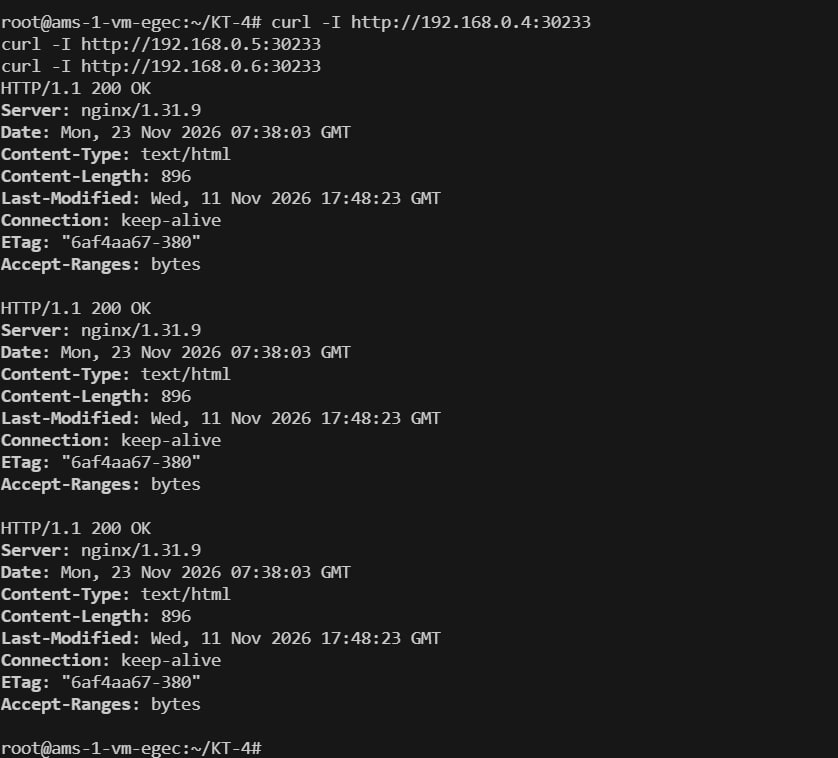 root@ams-1-vm-egec:~/KT-4# curl -I http://192.168.0.4:30233
curl -I http://192.168.0.5:30233
curl -I http://192.168.0.6:30233
HTTP/1.1 200 OK
Server: nginx/1.31.9
Date: Mon, 23 Nov 2026 07:38:03 GMT
Content-Type: text/html
Content-Length: 896
Last-Modified: Wed, 11 Nov 2026 17:48:23 GMT
Connection: keep-alive
ETag: "6af4aa67-380"
Accept-Ranges: bytes

HTTP/1.1 200 OK
Server: nginx/1.31.9
Date: Mon, 23 Nov 2026 07:38:03 GMT
Content-Type: text/html
Content-Length: 896
Last-Modified: Wed, 11 Nov 2026 17:48:23 GMT
Connection: keep-alive
ETag: "6af4aa67-380"
Accept-Ranges: bytes

HTTP/1.1 200 OK
Server: nginx/1.31.9
Date: Mon, 23 Nov 2026 07:38:03 GMT
Content-Type: text/html
Content-Length: 896
Last-Modified: Wed, 11 Nov 2026 17:48:23 GMT
Connection: keep-alive
ETag: "6af4aa67-380"
Accept-Ranges: bytes

root@ams-1-vm-egec:~/KT-4#